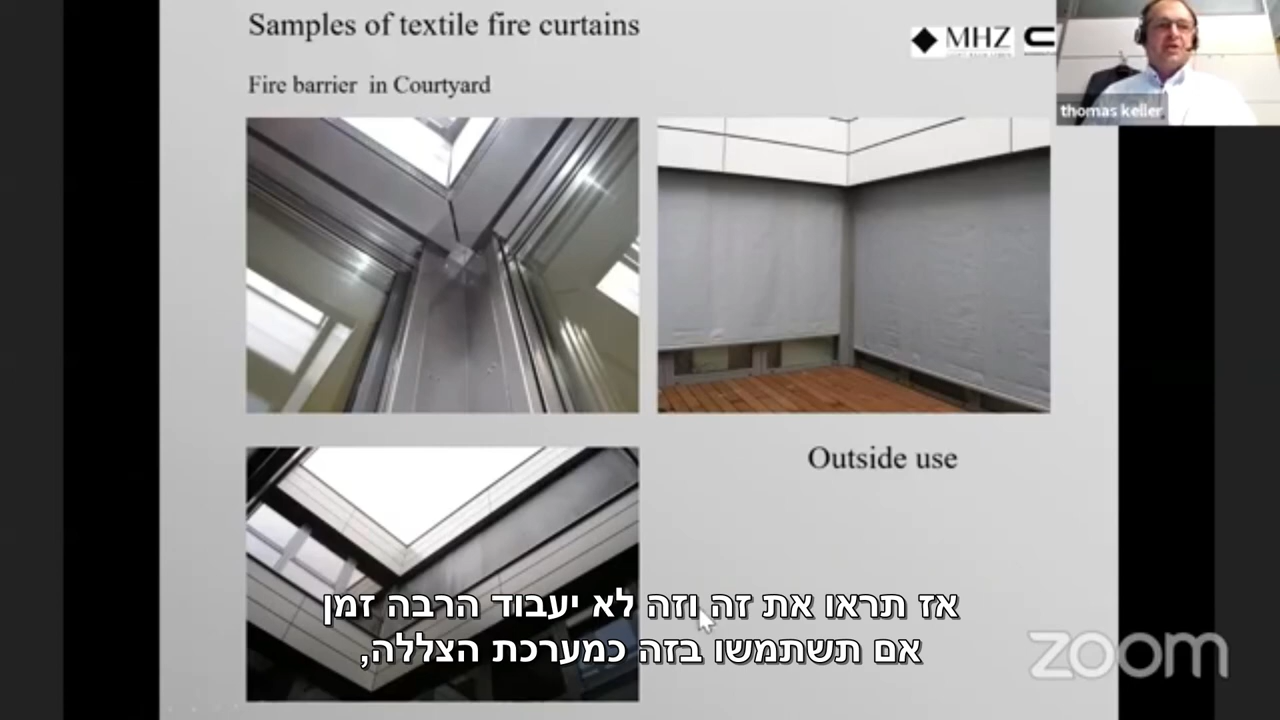 Samples of textile fire curtains
MHZ
thomas keller
Fire barrier in Courtyard
Outside use
אז תראו את זה וזה לא יעבוד הרבה זמן
אם תשתמשו בזה כמערכת הצללה,
zoom